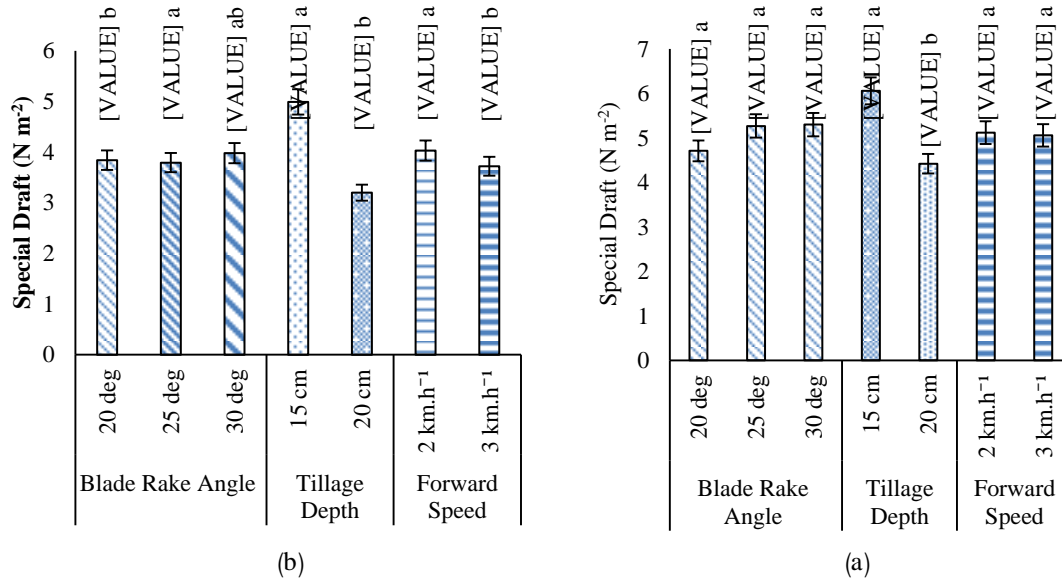 [VALUE] b
[VALUE] a
[VALUE] ab
[VALUE] a
[VALUE] b
[VALUE] a
[VALUE] b
Special Draft (N m⁻²)
6
5
4
3
2
1
0
20 deg
25 deg
30 deg
15 cm
20 cm
2 km.h⁻¹
3 km.h⁻¹
Blade Rake Angle
Tillage
Depth
Forward
Speed
(b)
[VALUE] a
[VALUE] a
[VALUE] a
[VALUE] a
[VALUE] b
[VALUE] a
[VALUE] a
Special Draft (N m⁻²)
7
6
5
4
3
2
1
0
20 deg
25 deg
30 deg
15 cm
20 cm
2 km.h⁻¹
3 km.h⁻¹
Blade Rake
Angle
Tillage
Depth
Forward
Speed
(a)